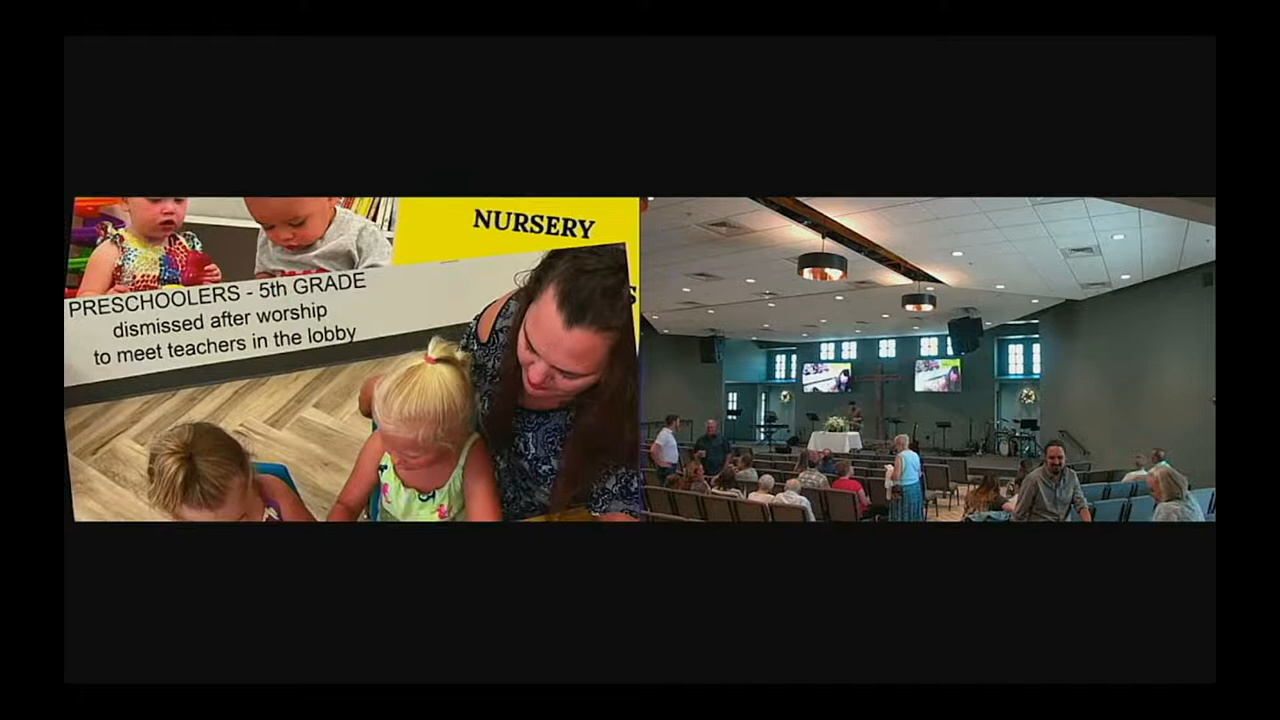 NURSERY
PRESCHOOLERS - 5th GRADE
dismissed after worship
to meet teachers in the lobby